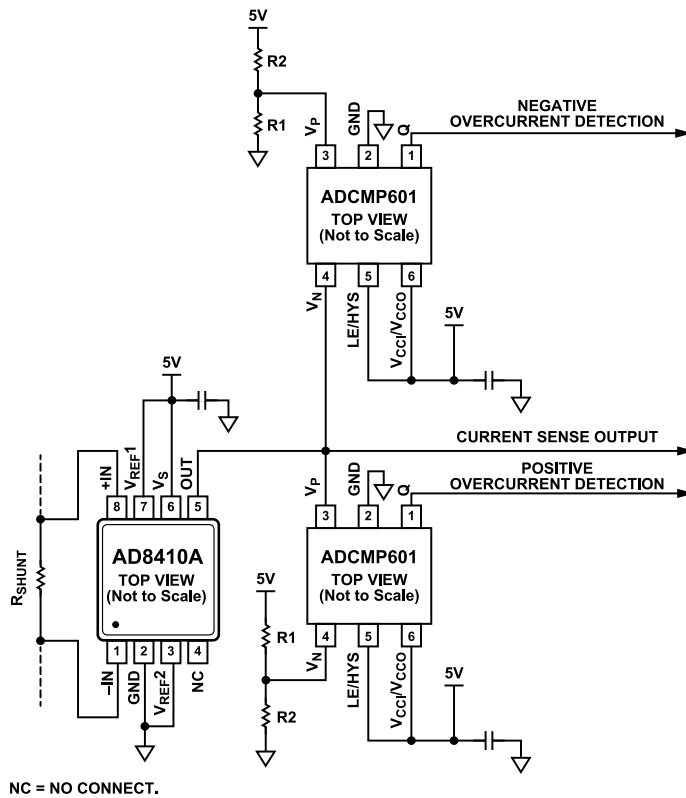 5V
R2
R1
VP
GND
Q
NEGATIVE
OVERCURRENT DETECTION
3
2
1
ADCMP601
TOP VIEW
(Not to Scale)
4
5
6
VN
LE/HYS
VCCI/VCCO
5V
5V
CURRENT SENSE OUTPUT
+IN
VREF1
VS
OUT
8
7
6
5
AD8410A
TOP VIEW
(Not to Scale)
1
2
3
4
–IN
GND
VREF2
NC
RSHUNT
VP
GND
Q
POSITIVE
OVERCURRENT DETECTION
3
2
1
ADCMP601
TOP VIEW
(Not to Scale)
4
5
6
VN
LE/HYS
VCCI/VCCO
5V
R1
R2
5V
NC = NO CONNECT.